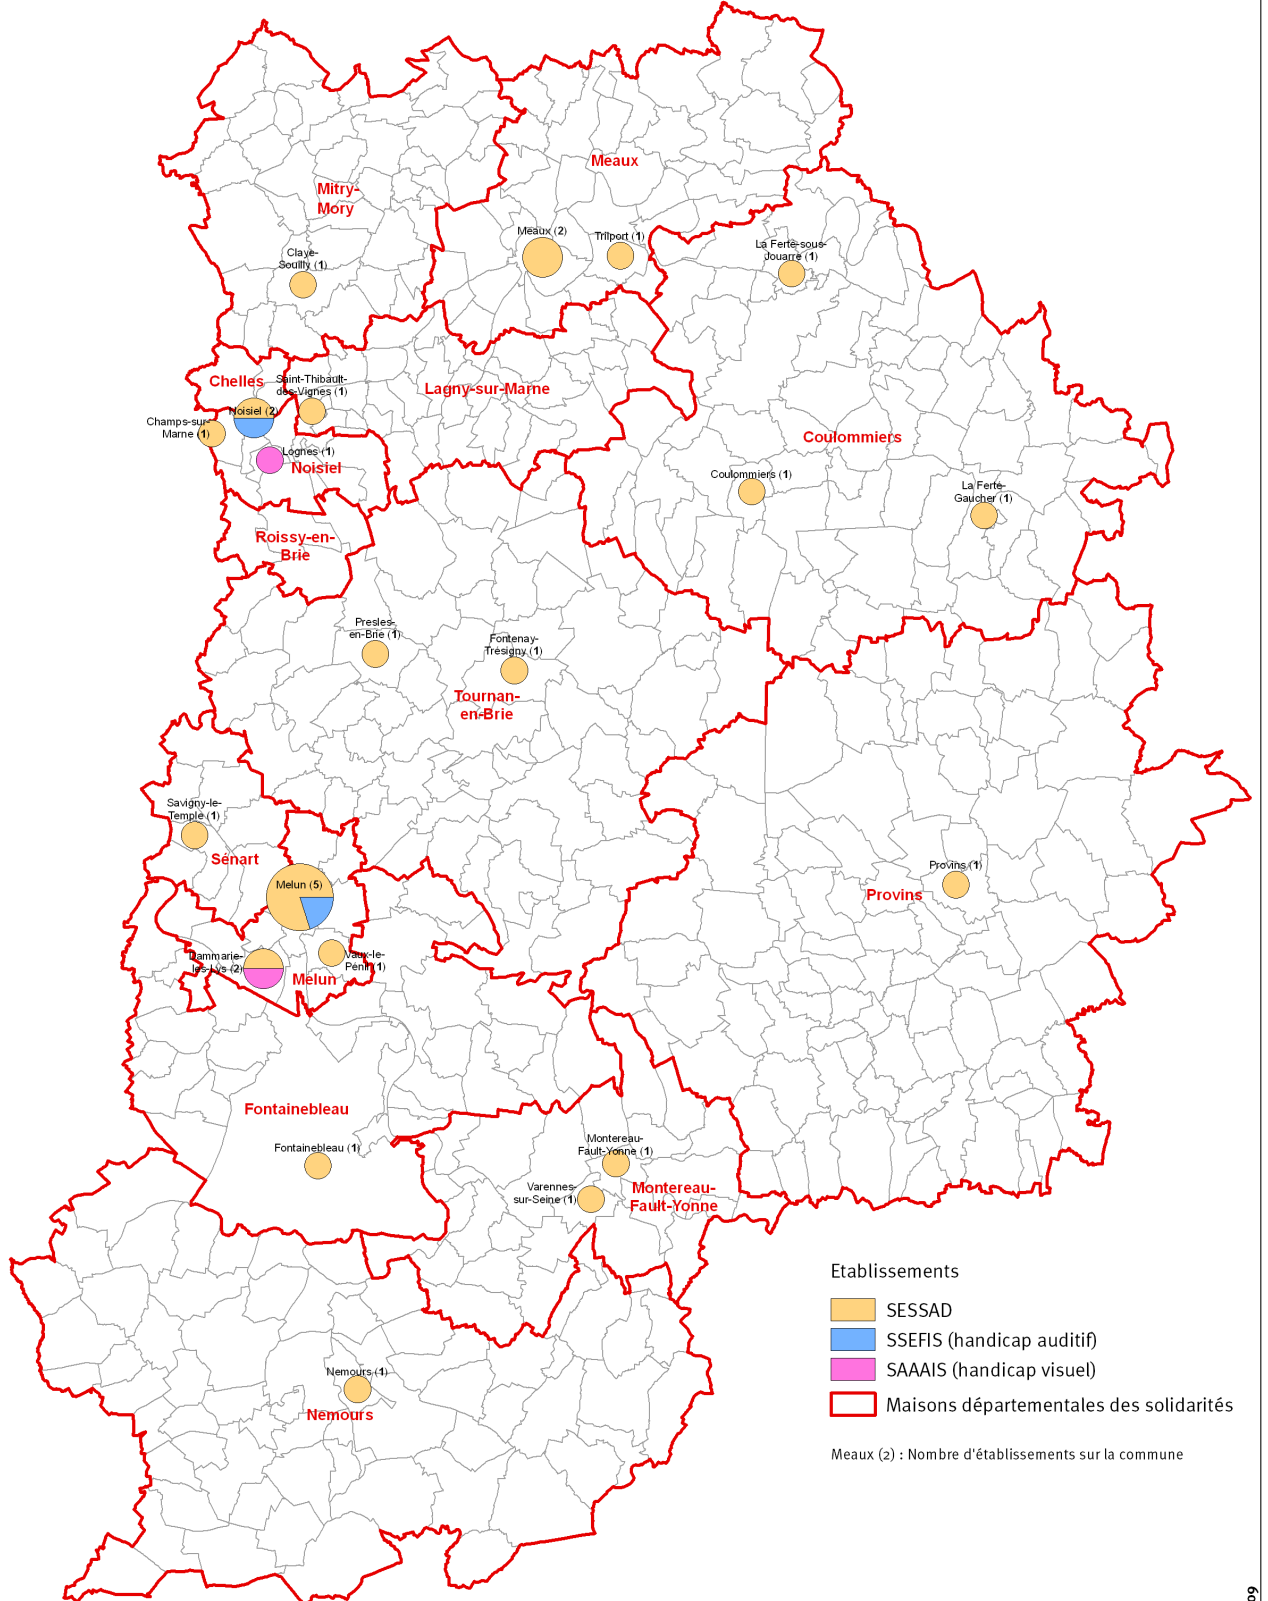 Meaux
Mitry-
Mory
Meaux (2)
Trilport (1)
La Ferté-sous-
Jouarre (1)
Claye-
Souilly (1)
Chelles
Saint-Thibault-
des-Vignes (1)
Lagny-sur-Marne
Noisiel (2)
Champs-sur-
Marne (1)
Lognes (1)
Noisiel
Coulommiers
Coulommiers (1)
La Ferté-
Gaucher (1)
Roissy-en-
Brie
Presles-
en-Brie (1)
Fontenay-
Trésigny (1)
Tournan-
en-Brie
Savigny-le-
Temple (1)
Sénart
Melun (5)
Provins (1)
Provins
Dammarie-
les-Lys (2)
Vaux-le-
Pénil (1)
Melun
Fontainebleau
Fontainebleau (1)
Montereau-
Fault-Yonne (1)
Varennes-
sur-Seine (1)
Montereau-
Fault-Yonne
Nemours (1)
Nemours
Etablissements
SESSAD
SSEFIS (handicap auditif)
SAAAIS (handicap visuel)
Maisons départementales des solidarités
Meaux (2) : Nombre d'établissements sur la commune
09